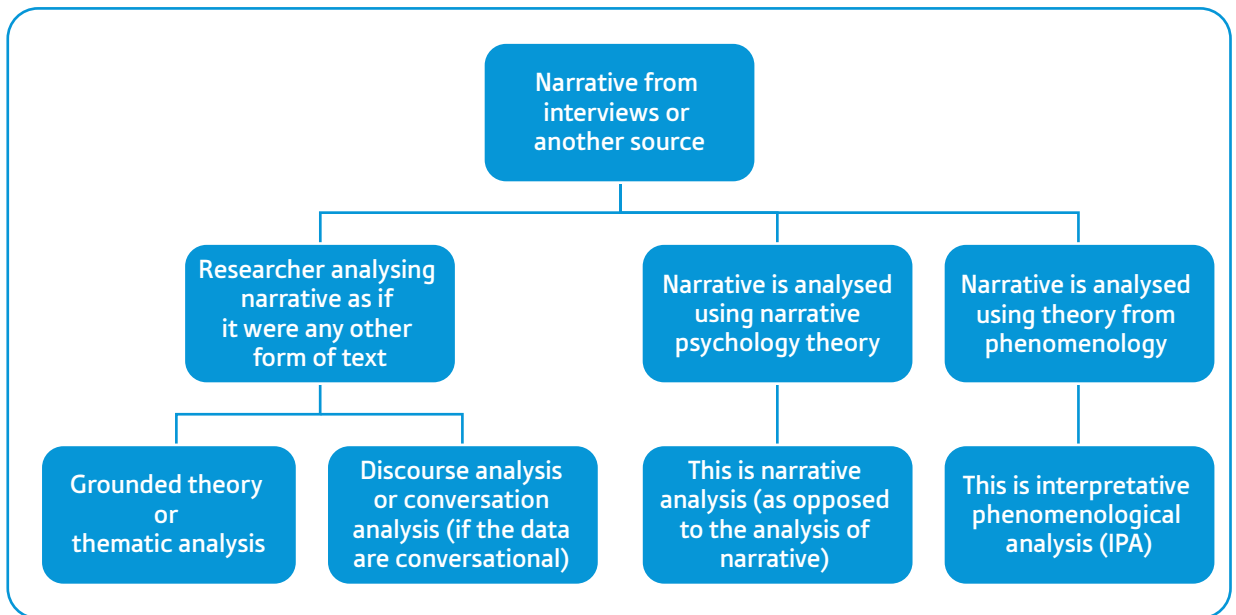 Narrative from
interviews or
another source
Researcher analysing
narrative as if
it were any other
form of text
Narrative is analysed
using narrative
psychology theory
Narrative is analysed
using theory from
phenomenology
Grounded theory
or
thematic analysis
Discourse analysis
or conversation
analysis (if the data
are conversational)
This is narrative
analysis (as opposed
to the analysis of
narrative)
This is interpretative
phenomenological
analysis (IPA)